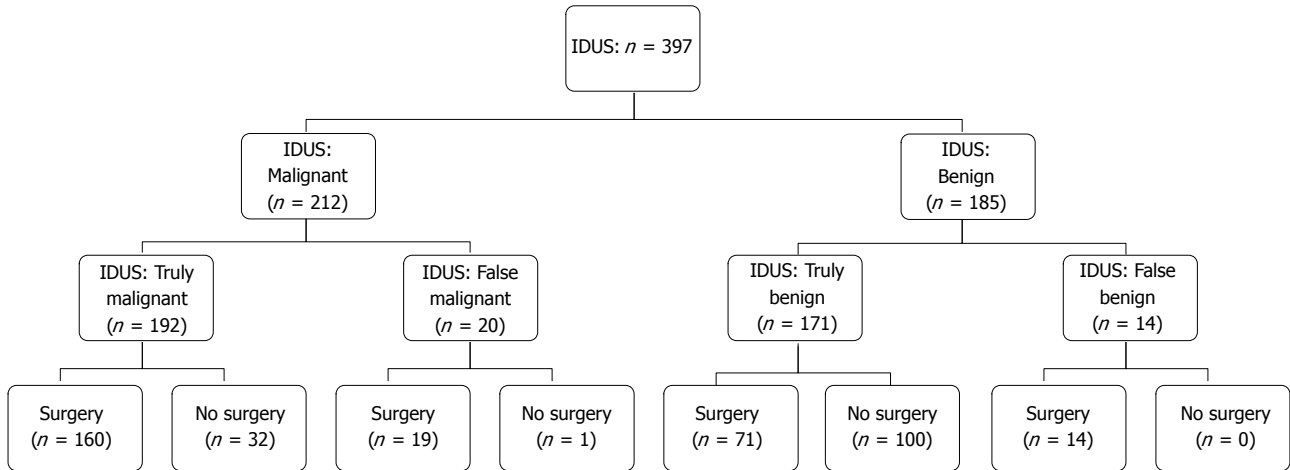 IDUS: n = 397
IDUS:
Malignant
(n = 212)
IDUS:
Benign
(n = 185)
IDUS: Truly
malignant
(n = 192)
IDUS: False
malignant
(n = 20)
IDUS: Truly
benign
(n = 171)
IDUS: False
benign
(n = 14)
Surgery
(n = 160)
No surgery
(n = 32)
Surgery
(n = 19)
No surgery
(n = 1)
Surgery
(n = 71)
No surgery
(n = 100)
Surgery
(n = 14)
No surgery
(n = 0)